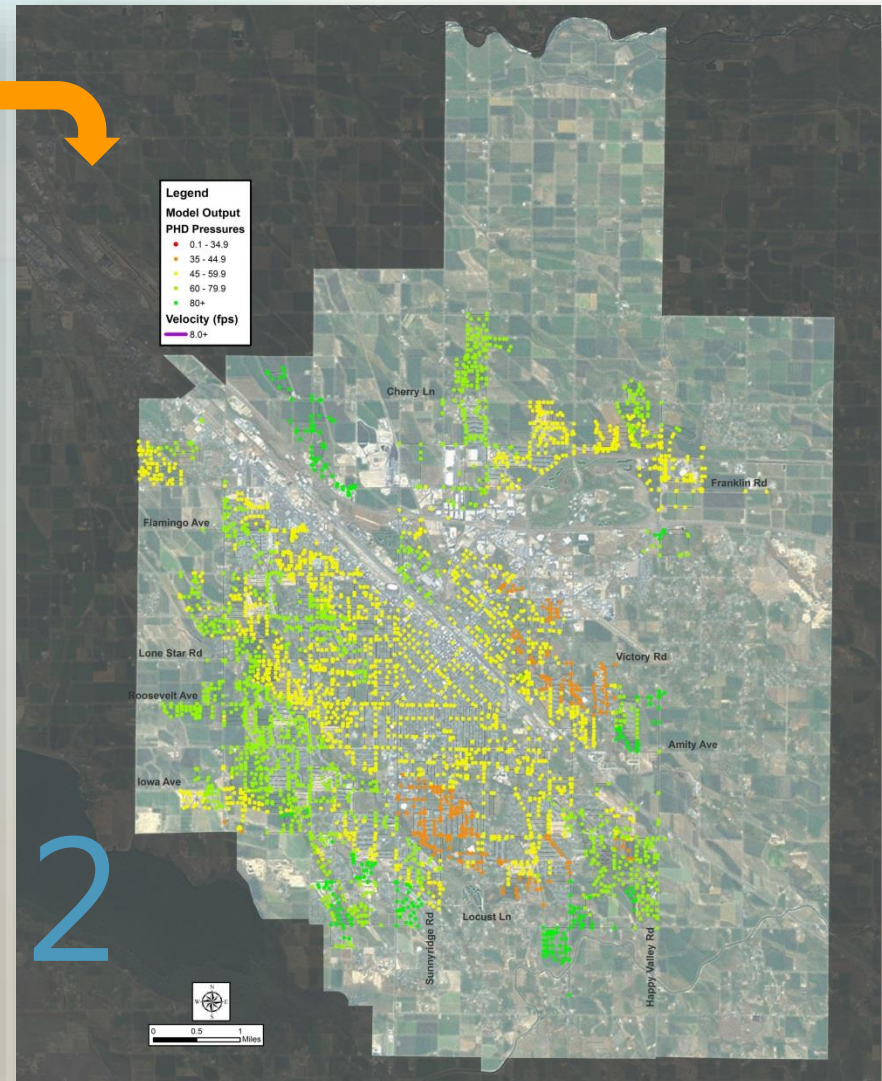 Legend
Model Output
PHD Pressures
0.1 - 34.9
35 - 44.9
45 - 59.9
60 - 79.9
80+
Velocity (fps)
8.0+
Cherry Ln
Franklin Rd
Flamingo Ave
Lone Star Rd
Victory Rd
Roosevelt Ave
Amity Ave
Iowa Ave
2
Locust Ln
Sunnyridge Rd
Happy Valley Rd
N
W E
S
0 0.5 1
Miles